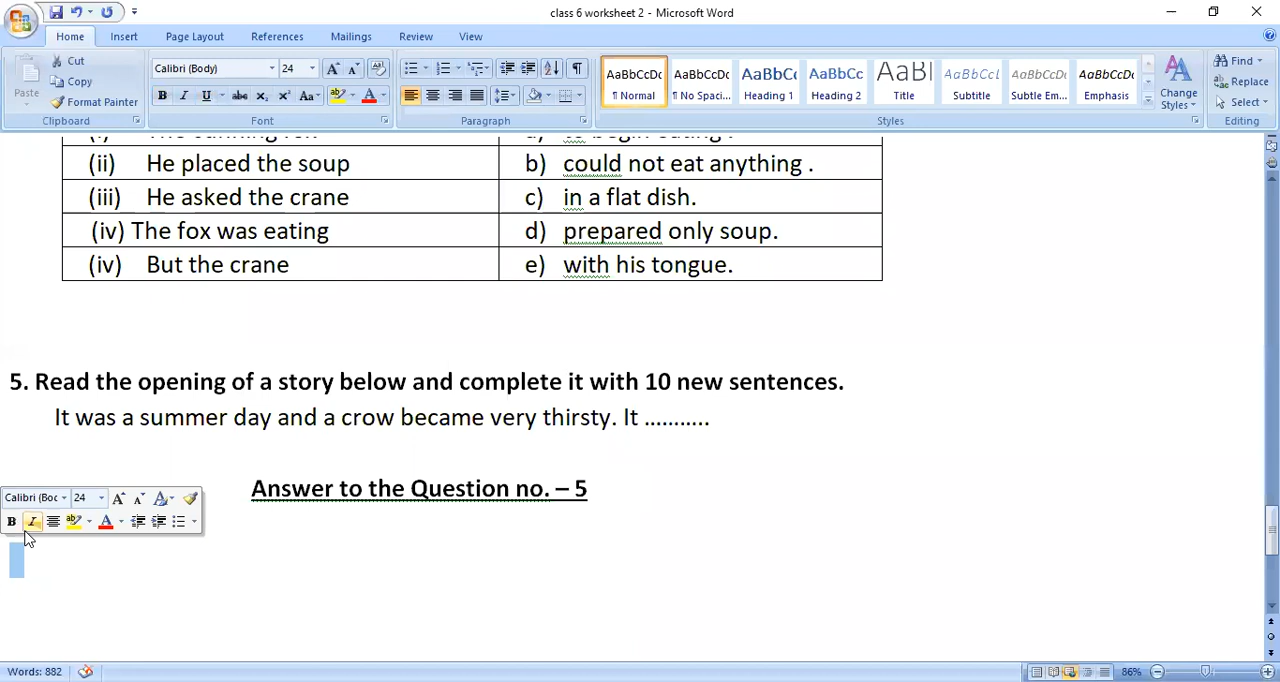 class 6 worksheet 2 - Microsoft Word
Home Insert Page Layout References Mailings Review View
Paste
Cut
Copy
Format Painter
Clipboard
Calibri (Body) 24
Font
Paragraph
AaBbCcDc AaBbCcDc AaBbC AaBbCc AaBl AaBbCcL AaBbCcDc AaBbCcDc
¶ Normal ¶ No Spaci... Heading 1 Heading 2 Title Subtitle Subtle Em... Emphasis
Change Styles
Styles
Find
Replace
Select
Editing
(ii) He placed the soup b) could not eat anything .
(iii) He asked the crane c) in a flat dish.
(iv) The fox was eating d) prepared only soup.
(iv) But the crane e) with his tongue.
5. Read the opening of a story below and complete it with 10 new sentences.
It was a summer day and a crow became very thirsty. It ...........
Answer to the Question no. – 5
Calibri (Boc 24
Words: 882
86%